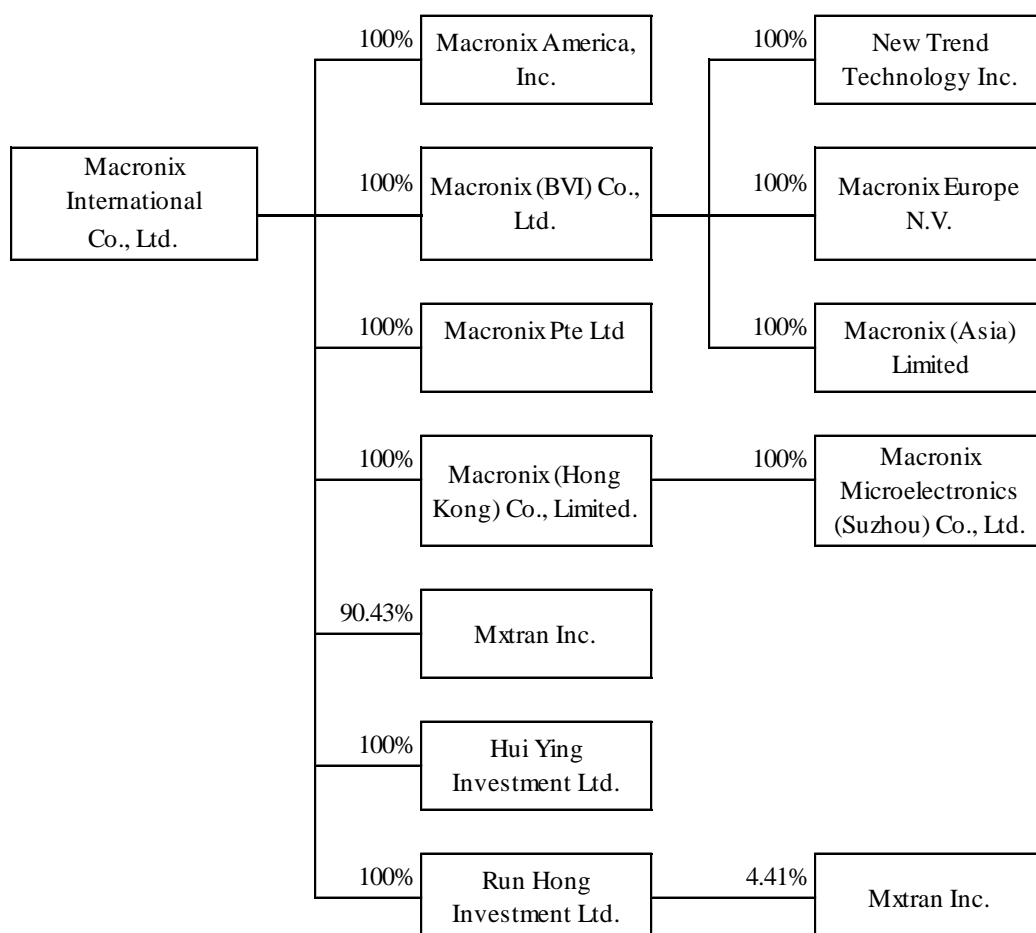 100%
Macronix America,
Inc.
100%
New Trend
Technology Inc.
Macronix
International
Co., Ltd.
100%
Macronix (BVI) Co.,
Ltd.
100%
Macronix Europe
N.V.
100%
Macronix Pte Ltd
100%
Macronix (Asia)
Limited
100%
Macronix (Hong
Kong) Co., Limited.
100%
Macronix
Microelectronics
(Suzhou) Co., Ltd.
90.43%
Mxtran Inc.
100%
Hui Ying
Investment Ltd.
100%
Run Hong
Investment Ltd.
4.41%
Mxtran Inc.